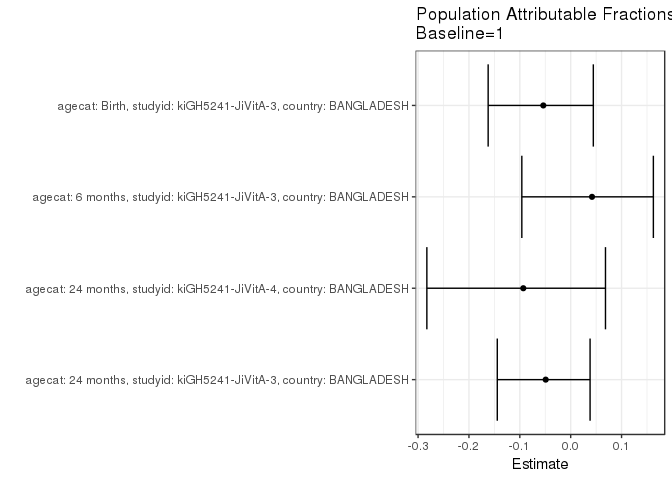 Population Attributable Fractions
Baseline=1
agecat: Birth, studyid: kiGH5241-JiVitA-3, country: BANGLADESH
agecat: 6 months, studyid: kiGH5241-JiVitA-3, country: BANGLADESH
agecat: 24 months, studyid: kiGH5241-JiVitA-4, country: BANGLADESH
agecat: 24 months, studyid: kiGH5241-JiVitA-3, country: BANGLADESH
-0.3 -0.2 -0.1 0.0 0.1
Estimate